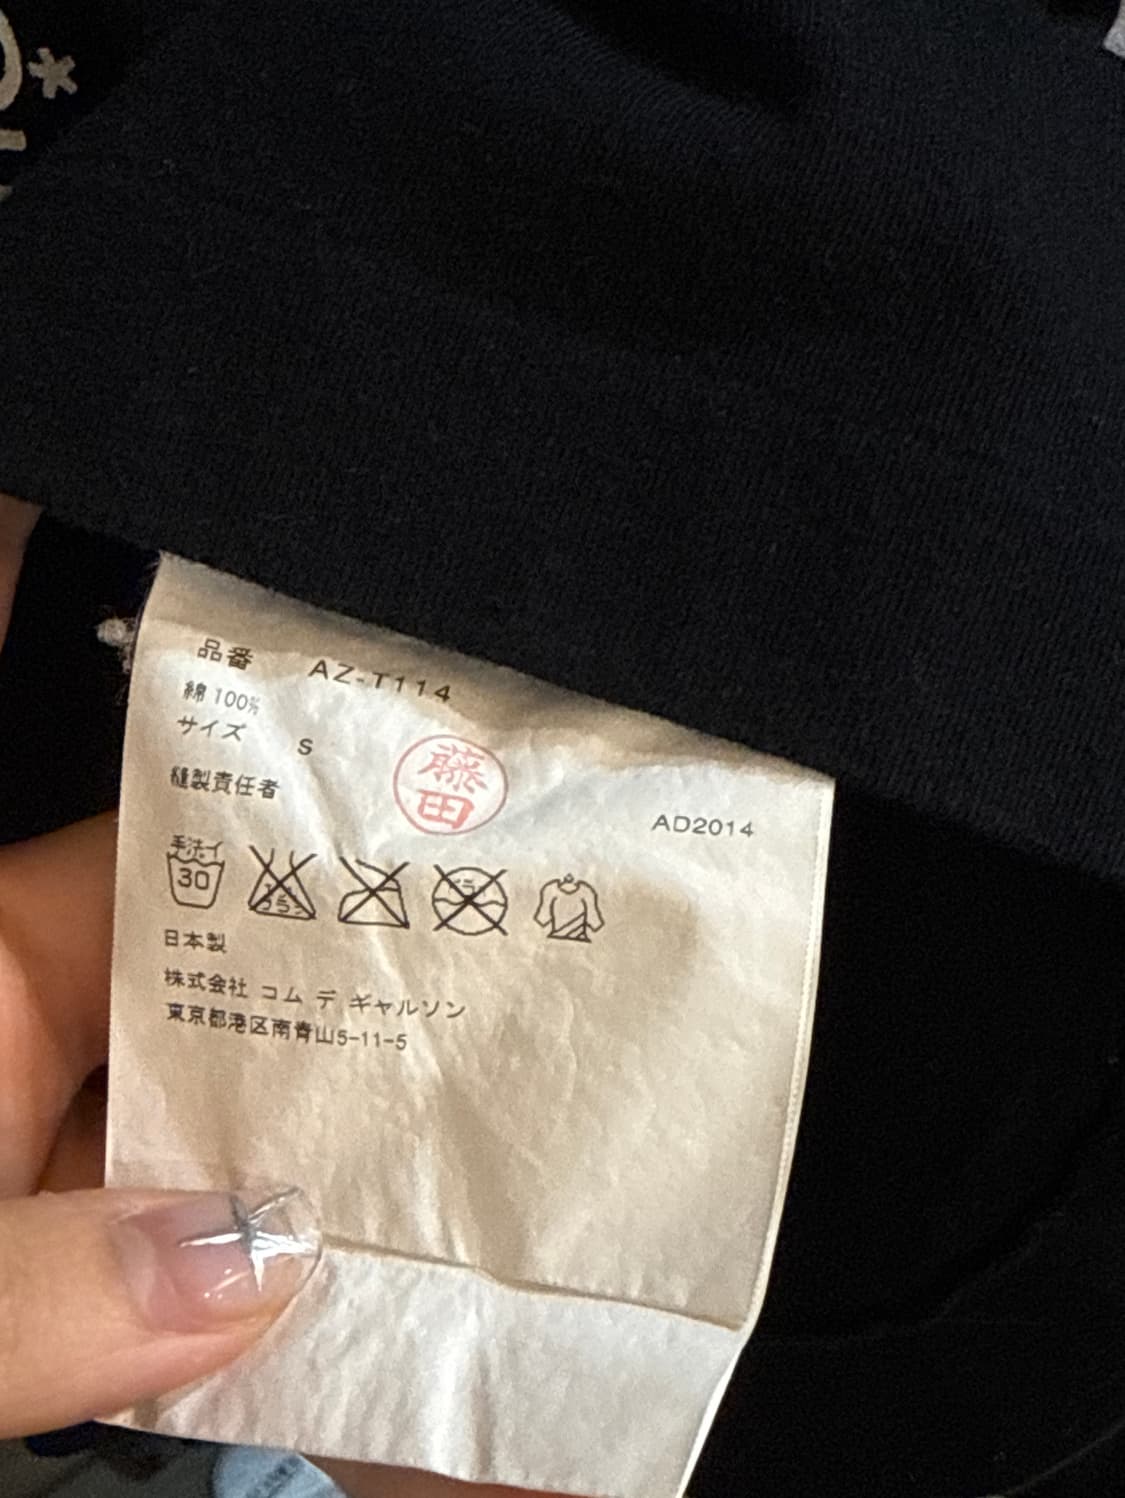 品番 AZ-T114
綿 100%
サイズ S
縫製責任者 藤田
AD2014
手洗イ
30
日本製
株式会社 コム デ ギャルソン
東京都港区南青山5-11-5